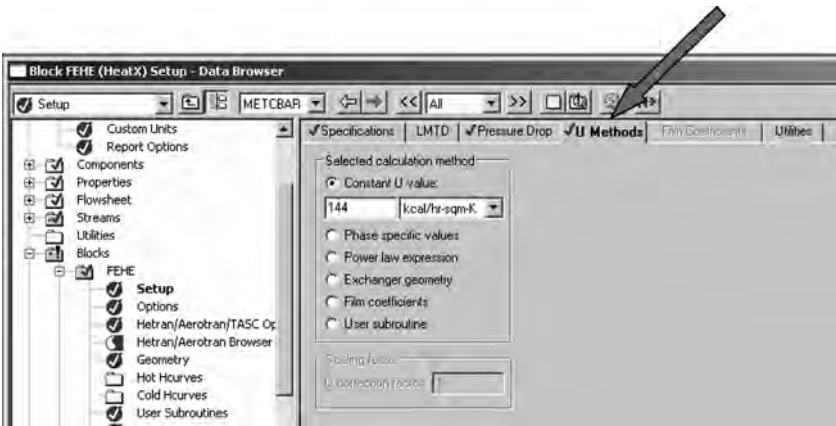 Block FEHE (HeatX) Setup - Data Browser
Setup METCBAR << All >>
Custom Units
Report Options
Components
Properties
Flowsheet
Streams
Utilities
Blocks
FEHE
Setup
Options
Hetran/Aerotran/TASC Op
Hetran/Aerotran Browser
Geometry
Hot Hcurves
Cold Hcurves
User Subroutines
Specifications LMTD Pressure Drop U Methods Film Coefficients Utilities
Selected calculation method
Constant U value:
144 kcal/hr-sqm-K
Phase specific values
Power law expression
Exchanger geometry
Film coefficients
User subroutine
Scaling factor
U correction factor: 1